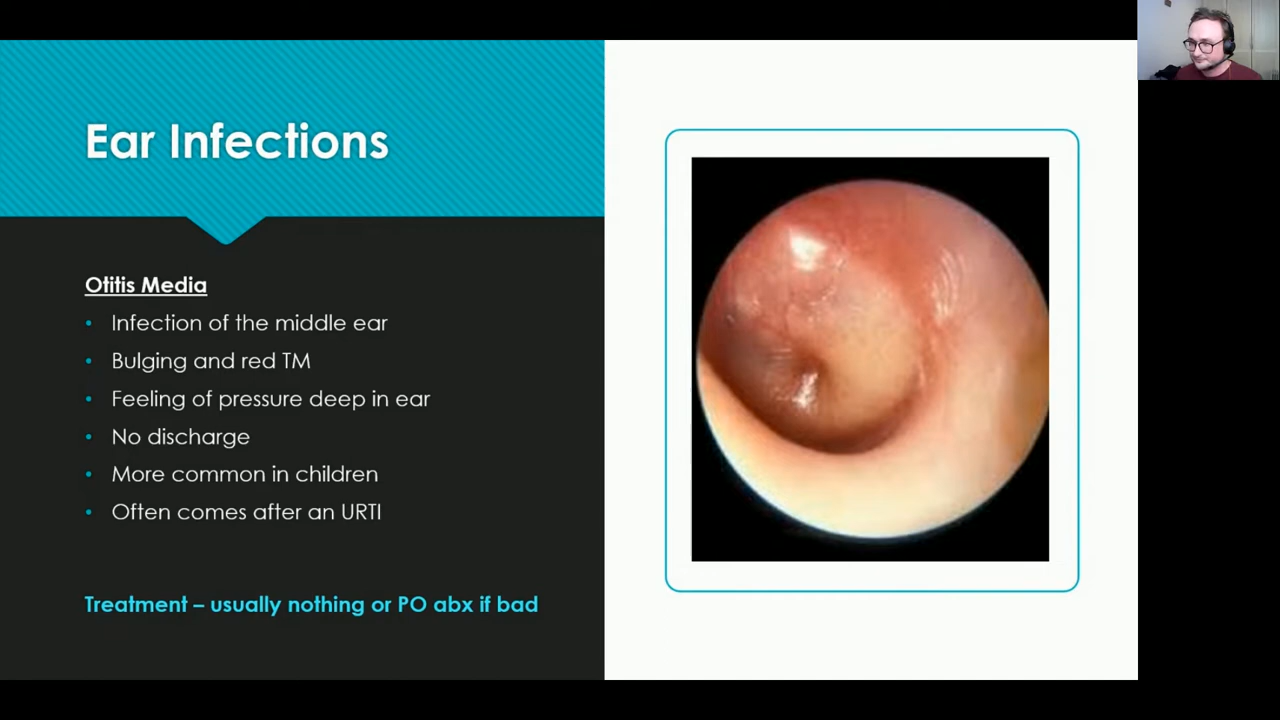 Ear Infections
Otitis Media
• Infection of the middle ear
• Bulging and red TM
• Feeling of pressure deep in ear
• No discharge
• More common in children
• Often comes after an URTI
Treatment – usually nothing or PO abx if bad